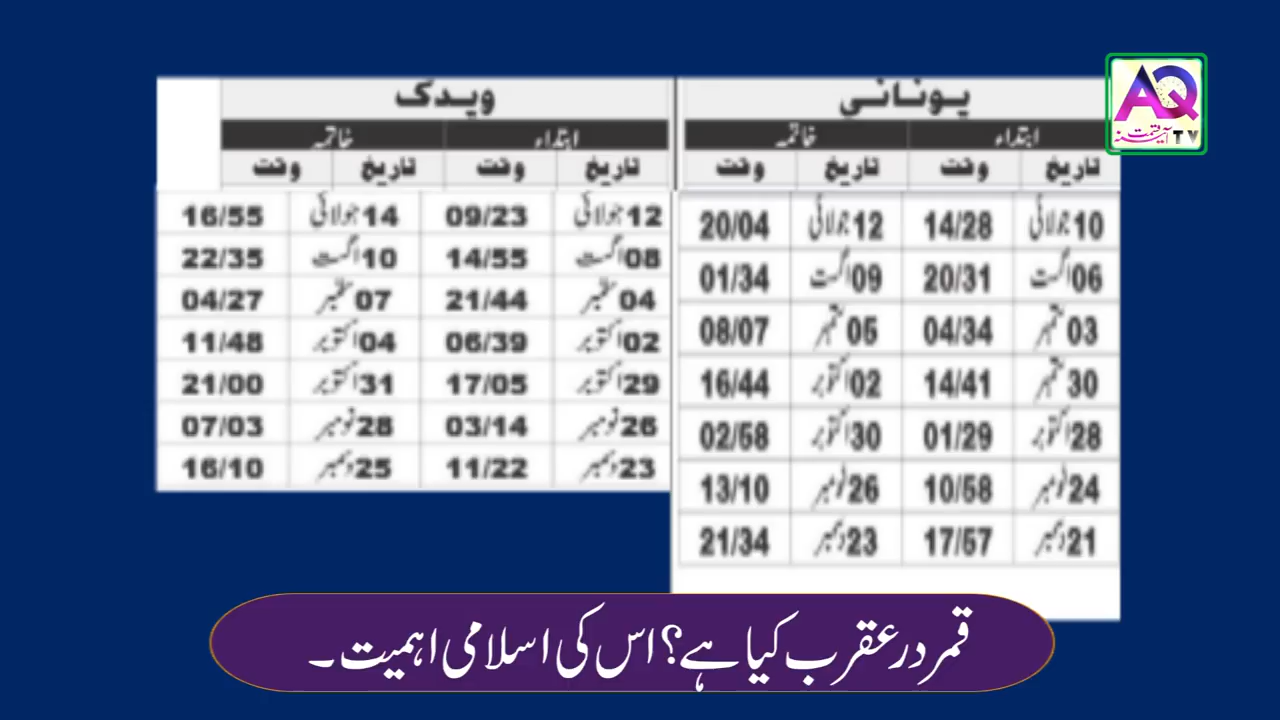 AQ
آئینہ قسمت TV
یونانی
ابتداء خاتمہ
تاریخ وقت تاریخ وقت
10 جولائی 14/28 12 جولائی 20/04
06 اگست 20/31 09 اگست 01/34
03 ستمبر 04/34 05 ستمبر 08/07
30 ستمبر 14/41 02 اکتوبر 16/44
28 اکتوبر 01/29 30 اکتوبر 02/58
24 نومبر 10/58 26 نومبر 13/10
21 دسمبر 17/57 23 دسمبر 21/34
ویدک
ابتداء خاتمہ
تاریخ وقت تاریخ وقت
12 جولائی 09/23 14 جولائی 16/55
08 اگست 14/55 10 اگست 22/35
04 ستمبر 21/44 07 ستمبر 04/27
02 اکتوبر 06/39 04 اکتوبر 11/48
29 اکتوبر 17/05 31 اکتوبر 21/00
26 نومبر 03/14 28 نومبر 07/03
23 دسمبر 11/22 25 دسمبر 16/10
قمر در عقرب کیا ہے؟ اس کی اسلامی اہمیت۔